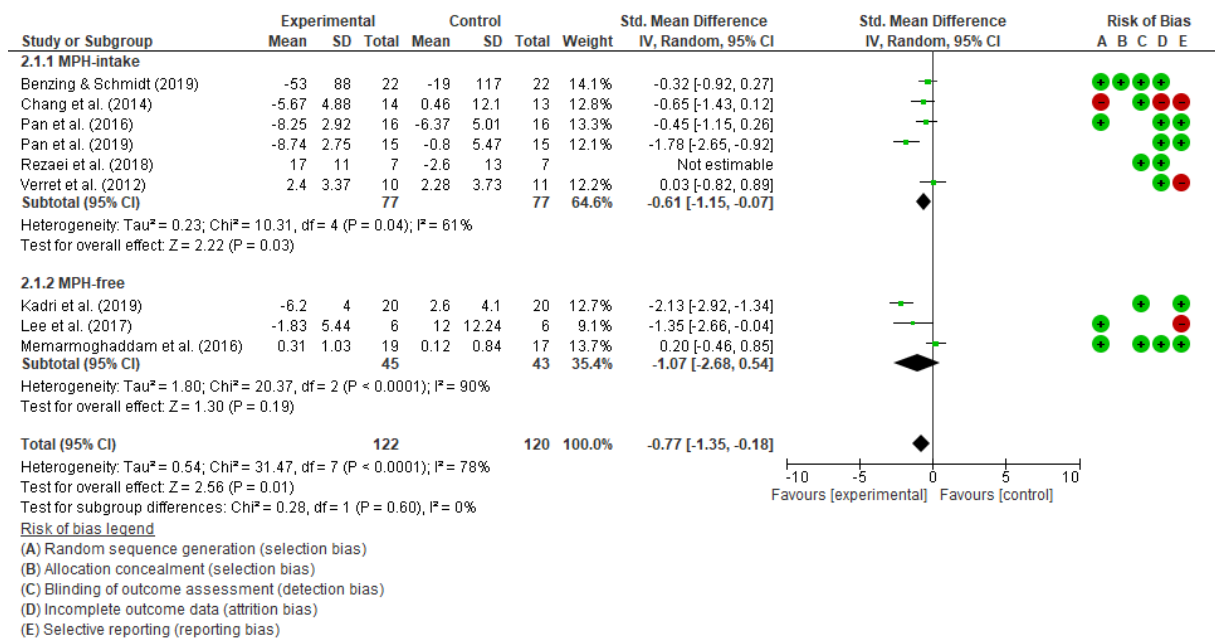 Experimental Control Std. Mean Difference Std. Mean Difference Risk of Bias
Study or Subgroup Mean SD Total Mean SD Total Weight IV, Random, 95% CI IV, Random, 95% CI A B C D E
2.1.1 MPH-intake
Benzing & Schmidt (2019) -53 88 22 -19 117 22 14.1% -0.32 [-0.92, 0.27] + + + +
Chang et al. (2014) -5.67 4.88 14 0.46 12.1 13 12.8% -0.65 [-1.43, 0.12] - + - -
Pan et al. (2016) -8.25 2.92 16 -6.37 5.01 16 13.3% -0.45 [-1.15, 0.26] + + +
Pan et al. (2019) -8.74 2.75 15 -0.8 5.47 15 12.1% -1.78 [-2.65, -0.92] + +
Rezaei et al. (2018) 17 11 7 -2.6 13 7 Not estimable + +
Verret et al. (2012) 2.4 3.37 10 2.28 3.73 11 12.2% 0.03 [-0.82, 0.89] + -
Subtotal (95% CI) 77 77 64.6% -0.61 [-1.15, -0.07]
Heterogeneity: Tau² = 0.23; Chi² = 10.31, df = 4 (P = 0.04); I² = 61%
Test for overall effect: Z = 2.22 (P = 0.03)
2.1.2 MPH-free
Kadri et al. (2019) -6.2 4 20 2.6 4.1 20 12.7% -2.13 [-2.92, -1.34] + +
Lee et al. (2017) -1.83 5.44 6 12 12.24 6 9.1% -1.35 [-2.66, -0.04] + -
Memarmoghaddam et al. (2016) 0.31 1.03 19 0.12 0.84 17 13.7% 0.20 [-0.46, 0.85] + + + +
Subtotal (95% CI) 45 43 35.4% -1.07 [-2.68, 0.54]
Heterogeneity: Tau² = 1.80; Chi² = 20.37, df = 2 (P < 0.0001); I² = 90%
Test for overall effect: Z = 1.30 (P = 0.19)
Total (95% CI) 122 120 100.0% -0.77 [-1.35, -0.18]
Heterogeneity: Tau² = 0.54; Chi² = 31.47, df = 7 (P < 0.0001); I² = 78%
Test for overall effect: Z = 2.56 (P = 0.01)
Test for subgroup differences: Chi² = 0.28, df = 1 (P = 0.60), I² = 0%
-10 -5 0 5 10
Favours [experimental] Favours [control]
Risk of bias legend
(A) Random sequence generation (selection bias)
(B) Allocation concealment (selection bias)
(C) Blinding of outcome assessment (detection bias)
(D) Incomplete outcome data (attrition bias)
(E) Selective reporting (reporting bias)